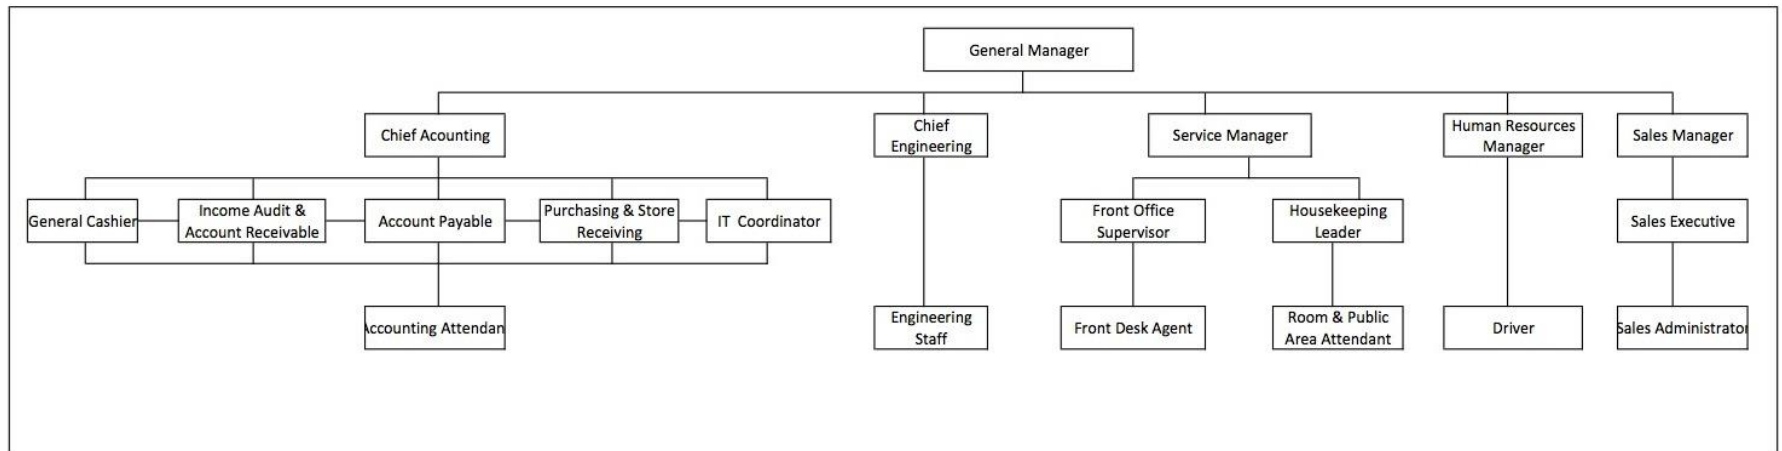 General Manager
Chief Acounting
Chief
Engineering
Service Manager
Human Resources
Manager
Sales Manager
General Cashier
Income Audit &
Account Receivable
Account Payable
Purchasing & Store
Receiving
IT Coordinator
Front Office
Supervisor
Housekeeping
Leader
Sales Executive
Accounting Attendan
Engineering
Staff
Front Desk Agent
Room & Public
Area Attendant
Driver
Sales Administrator